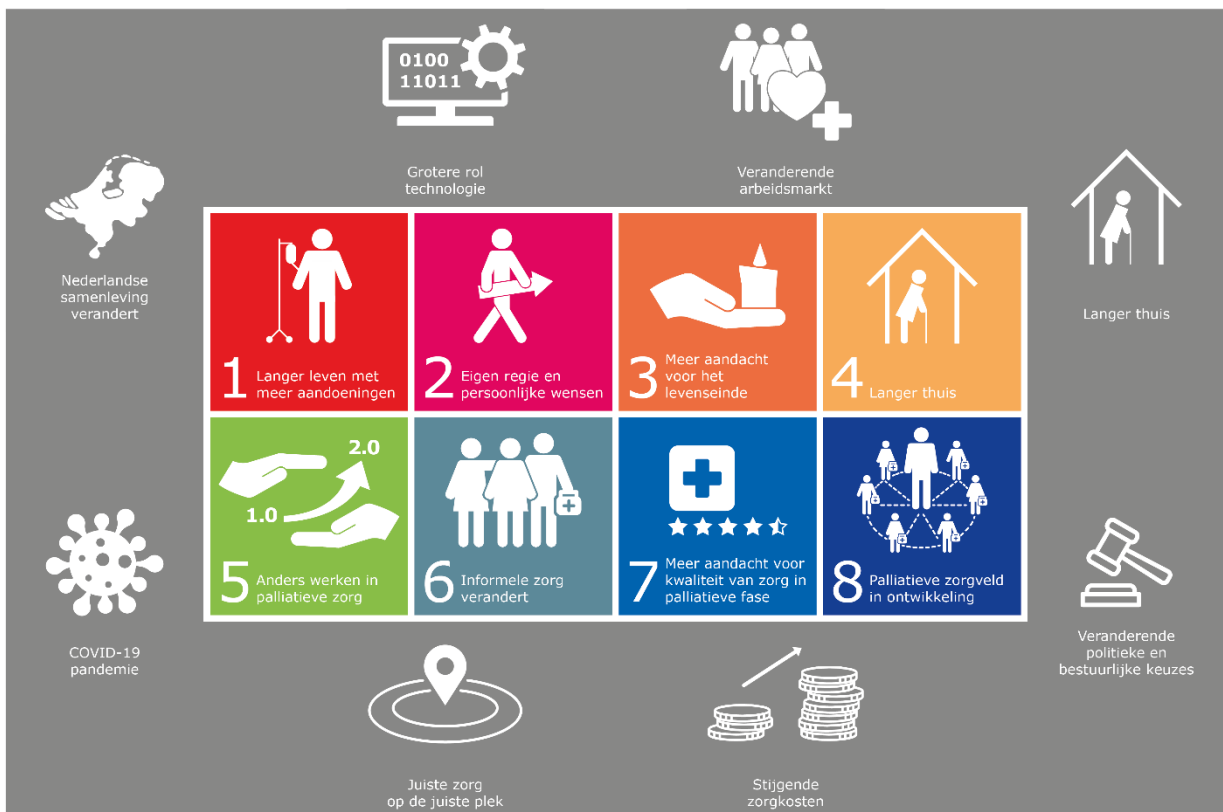 0100
11011
Grotere rol
technologie
Veranderende
arbeidsmarkt
Nederlandse
samenleving
verandert
Langer thuis
1 Langer leven met
meer aandoeningen
2 Eigen regie en
persoonlijke wensen
3 Meer aandacht
voor het
levenseinde
4 Langer thuis
2.0
1.0
5 Anders werken in
palliatieve zorg
6 Informele zorg
verandert
7 Meer aandacht voor
kwaliteit van zorg in
palliatieve fase
8 Palliatieve zorgveld
in ontwikkeling
COVID-19
pandemie
Veranderende
politieke en
bestuurlijke keuzes
Juiste zorg
op de juiste plek
Stijgende
zorgkosten